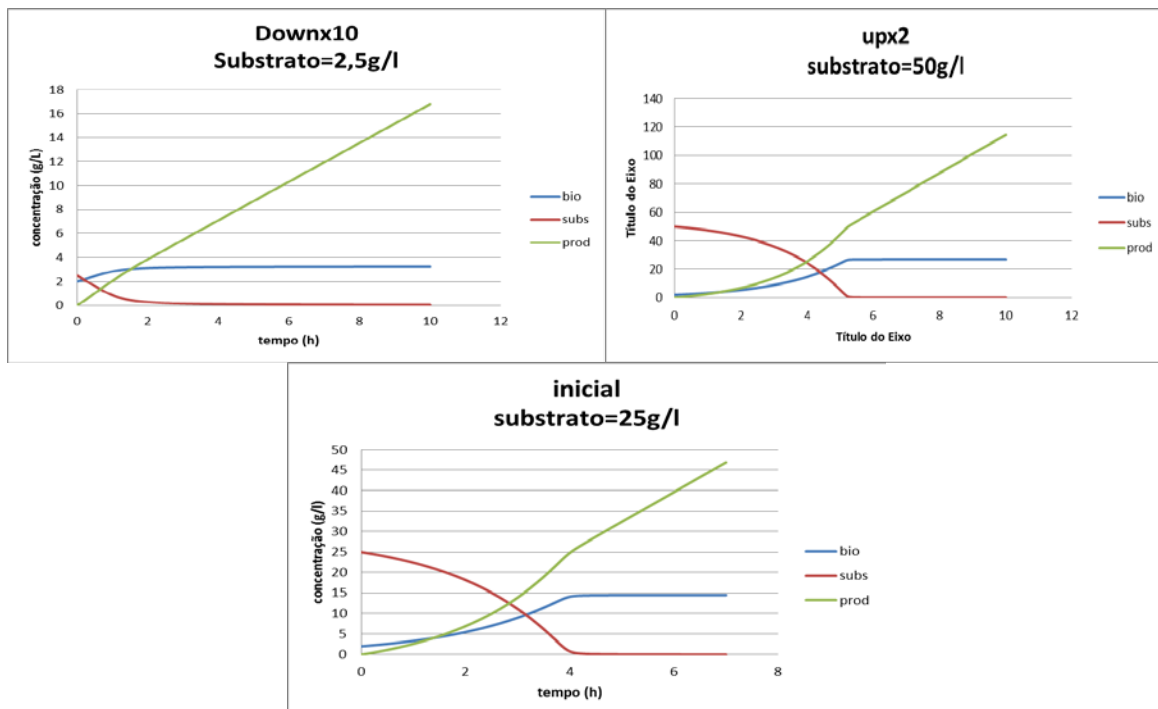 Downx10
Substrato=2,5g/l
18
16
14
12
10
8
6
4
2
0
concentração (g/L)
0 2 4 6 8 10 12
tempo (h)
bio
subs
prod
upx2
substrato=50g/l
140
120
100
80
60
40
20
0
Título do Eixo
0 2 4 6 8 10 12
Título do Eixo
bio
subs
prod
inicial
substrato=25g/l
50
45
40
35
30
25
20
15
10
5
0
concentração (g/l)
0 2 4 6 8
tempo (h)
bio
subs
prod